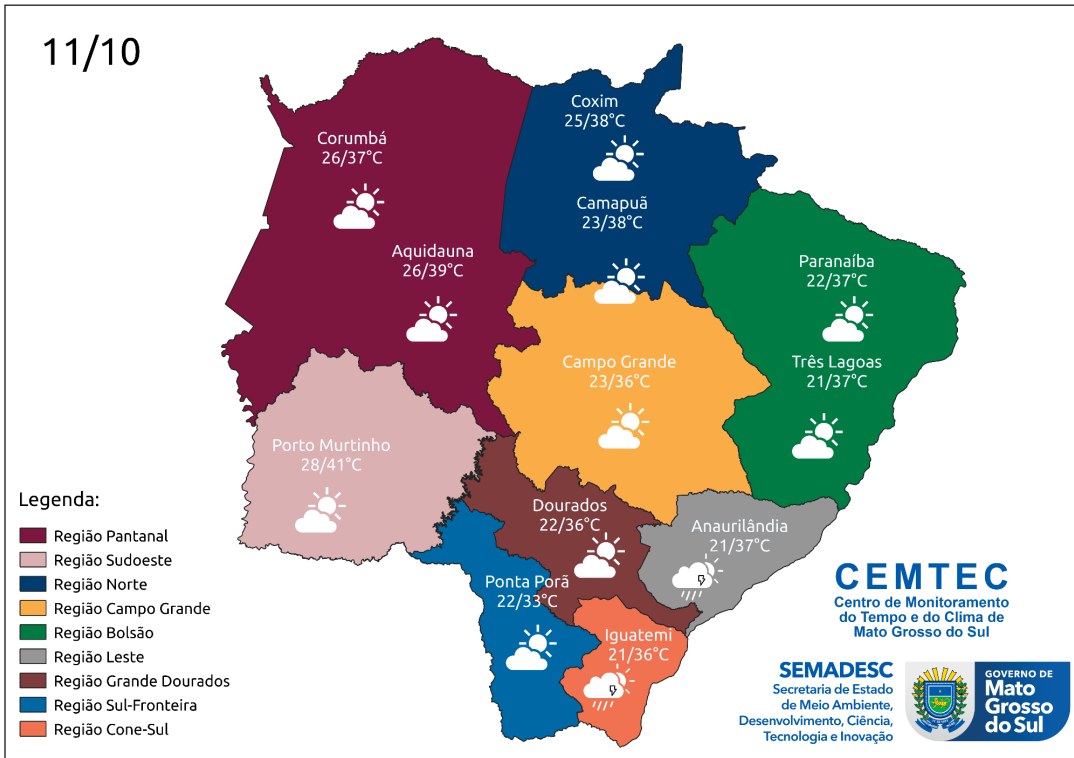 11/10
Coxim
25/38°C
Corumbá
26/37°C
Camapuã
23/38°C
Aquidauna
26/39°C
Paranaíba
22/37°C
Campo Grande
23/36°C
Três Lagoas
21/37°C
Porto Murtinho
28/41°C
Dourados
22/36°C
Anaurilândia
21/37°C
Ponta Porã
22/33°C
Iguatemi
21/36°C
Legenda:
Região Pantanal
Região Sudoeste
Região Norte
Região Campo Grande
Região Bolsão
Região Leste
Região Grande Dourados
Região Sul-Fronteira
Região Cone-Sul
CEMTEC
Centro de Monitoramento
do Tempo e do Clima de
Mato Grosso do Sul
SEMADESC
Secretaria de Estado
de Meio Ambiente,
Desenvolvimento, Ciência,
Tecnologia e Inovação
GOVERNO DE
Mato
Grosso
do Sul